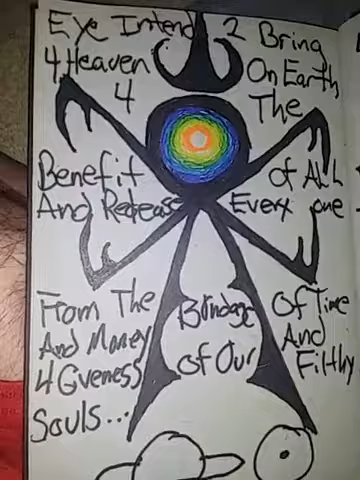 Eye Intend 2 Bring
4 Heaven On Earth
4 The
Benefit of ALL
And Release Every one
From The Bondage Of Time
And Money And
4Giveness of Our Filthy
Souls...